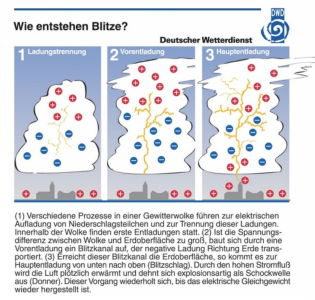 Wie entstehen Blitze?
DWD
Deutscher Wetterdienst
1 Ladungstrennung
2 Vorentladung
3 Hauptentladung
(1) Verschiedene Prozesse in einer Gewitterwolke führen zur elektrischen
Aufladung von Niederschlagsteilchen und zur Trennung dieser Ladungen.
Innerhalb der Wolke finden erste Entladungen statt. (2) Ist die Spannungs-
differenz zwischen Wolke und Erdoberfläche zu groß, baut sich durch eine
Vorentladung ein Blitzkanal auf, der negative Ladung Richtung Erde trans-
portiert. (3) Erreicht dieser Blitzkanal die Erdoberfläche, so kommt es zur
Hauptentladung von unten nach oben (Blitzschlag). Durch den hohen Stromfluß
wird die Luft plötzlich erwärmt und dehnt sich explosionsartig als Schockwelle
aus (Donner). Dieser Vorgang wiederholt sich, bis das elektrische Gleichgewicht
wieder hergestellt ist.